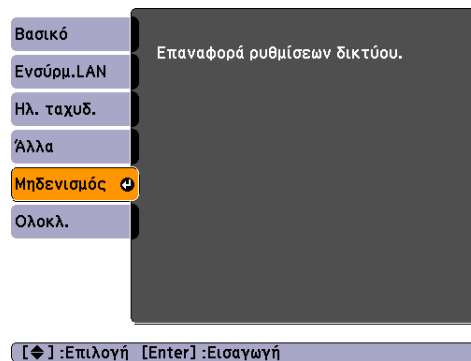 Βασικό
Ενσύρμ.LAN
Ηλ. ταχυδ.
Άλλα
Μηδενισμός
Ολοκλ.
Επαναφορά ρυθμίσεων δικτύου.
[◆] :Επιλογή [Enter] :Εισαγωγή